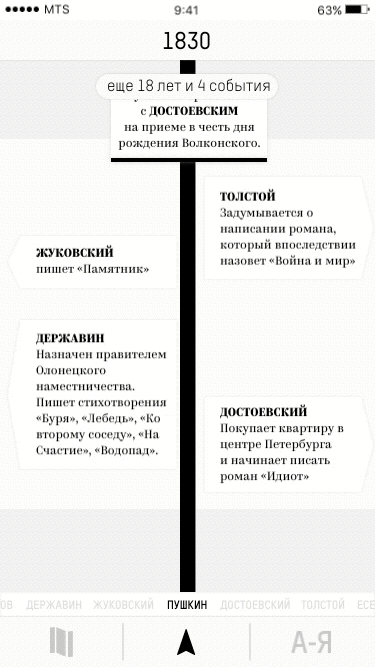 MTS 9:41 63%
1830
еще 18 лет и 4 события
с ДОСТОЕВСКИМ
на приеме в честь дня
рождения Волконского.
ТОЛСТОЙ
Задумывается о
написании романа,
который впоследствии
назовет «Война и мир»
ЖУКОВСКИЙ
пишет «Памятник»
ДЕРЖАВИН
Назначен правителем
Олонецкого
наместничества.
Пишет стихотворения
«Буря», «Лебедь», «Ко
второму соседу», «На
Счастие», «Водопад».
ДОСТОЕВСКИЙ
Покупает квартиру в
центре Петербурга
и начинает писать
роман «Идиот»
ОВ ДЕРЖАВИН ЖУКОВСКИЙ ПУШКИН ДОСТОЕВСКИЙ ТОЛСТОЙ ЕСЕ
А-Я